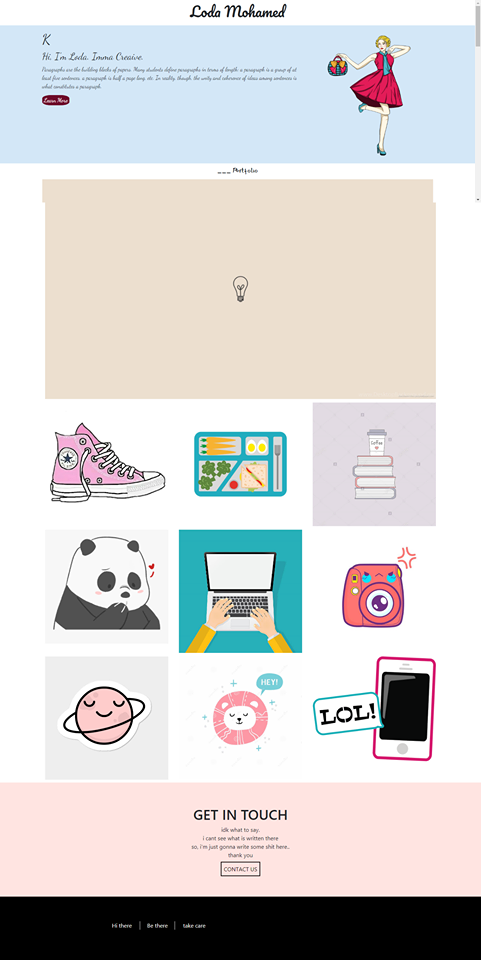 Loda Mohamed
K
Hi, I'm Loda. Imma Creaive.
Paragraphs are the building blocks of papers. Many students define paragraphs in terms of length: a paragraph is a group of at
least five sentences, a paragraph is half a page long, etc. In reality, though, the unity and coherence of ideas among sentences is
what constitutes a paragraph.
Learn More
___ Portfolio
Coffee
HEY!
LOL!
GET IN TOUCH
idk what to say.
i cant see what is written there
so, i'm just gonna write some shit here..
thank you
CONTACT US
Hi there
Be there
take care